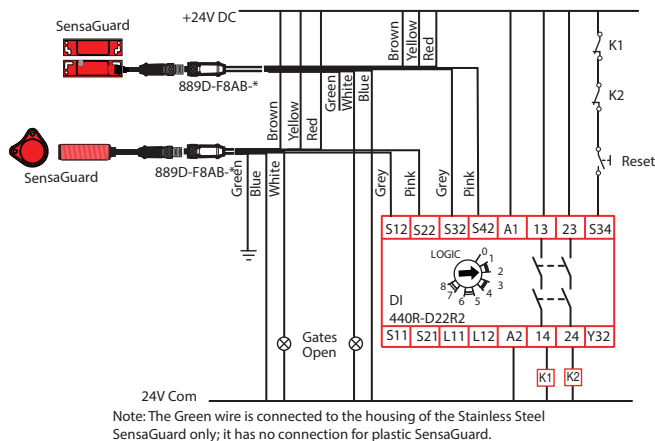 +24V DC
SensaGuard
889D-F8AB-*
Brown
Yellow
Red
K1
K2
Reset
Green
White
Blue
Brown
Yellow
Red
SensaGuard
889D-F8AB-*
Green
Blue
White
Grey
Pink
Grey
Pink
S12 S22 S32 S42 A1 13 23 S34
LOGIC
0
1
2
3
4
5
6
7
8
DI
440R-D22R2
S11 S21 L11 L12 A2 14 24 Y32
Gates
Open
K1 K2
24V Com
Note: The Green wire is connected to the housing of the Stainless Steel
SensaGuard only; it has no connection for plastic SensaGuard.